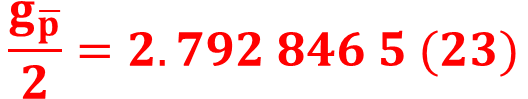 g_p̅/2 = 2. 792 846 5 (23)